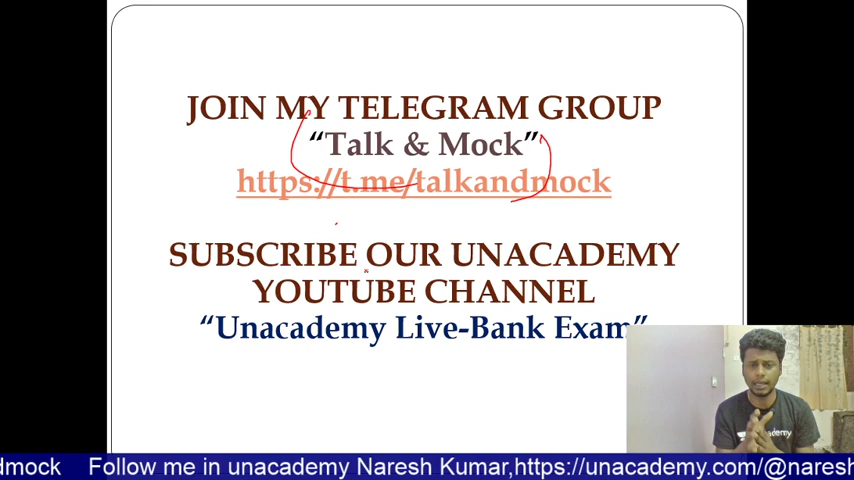 JOIN MY TELEGRAM GROUP
“Talk & Mock”
https://t.me/talkandmock
SUBSCRIBE OUR UNACADEMY
YOUTUBE CHANNEL
“Unacademy Live-Bank Exam”
dmock Follow me in unacademy Naresh Kumar,https://unacademy.com/@naresh